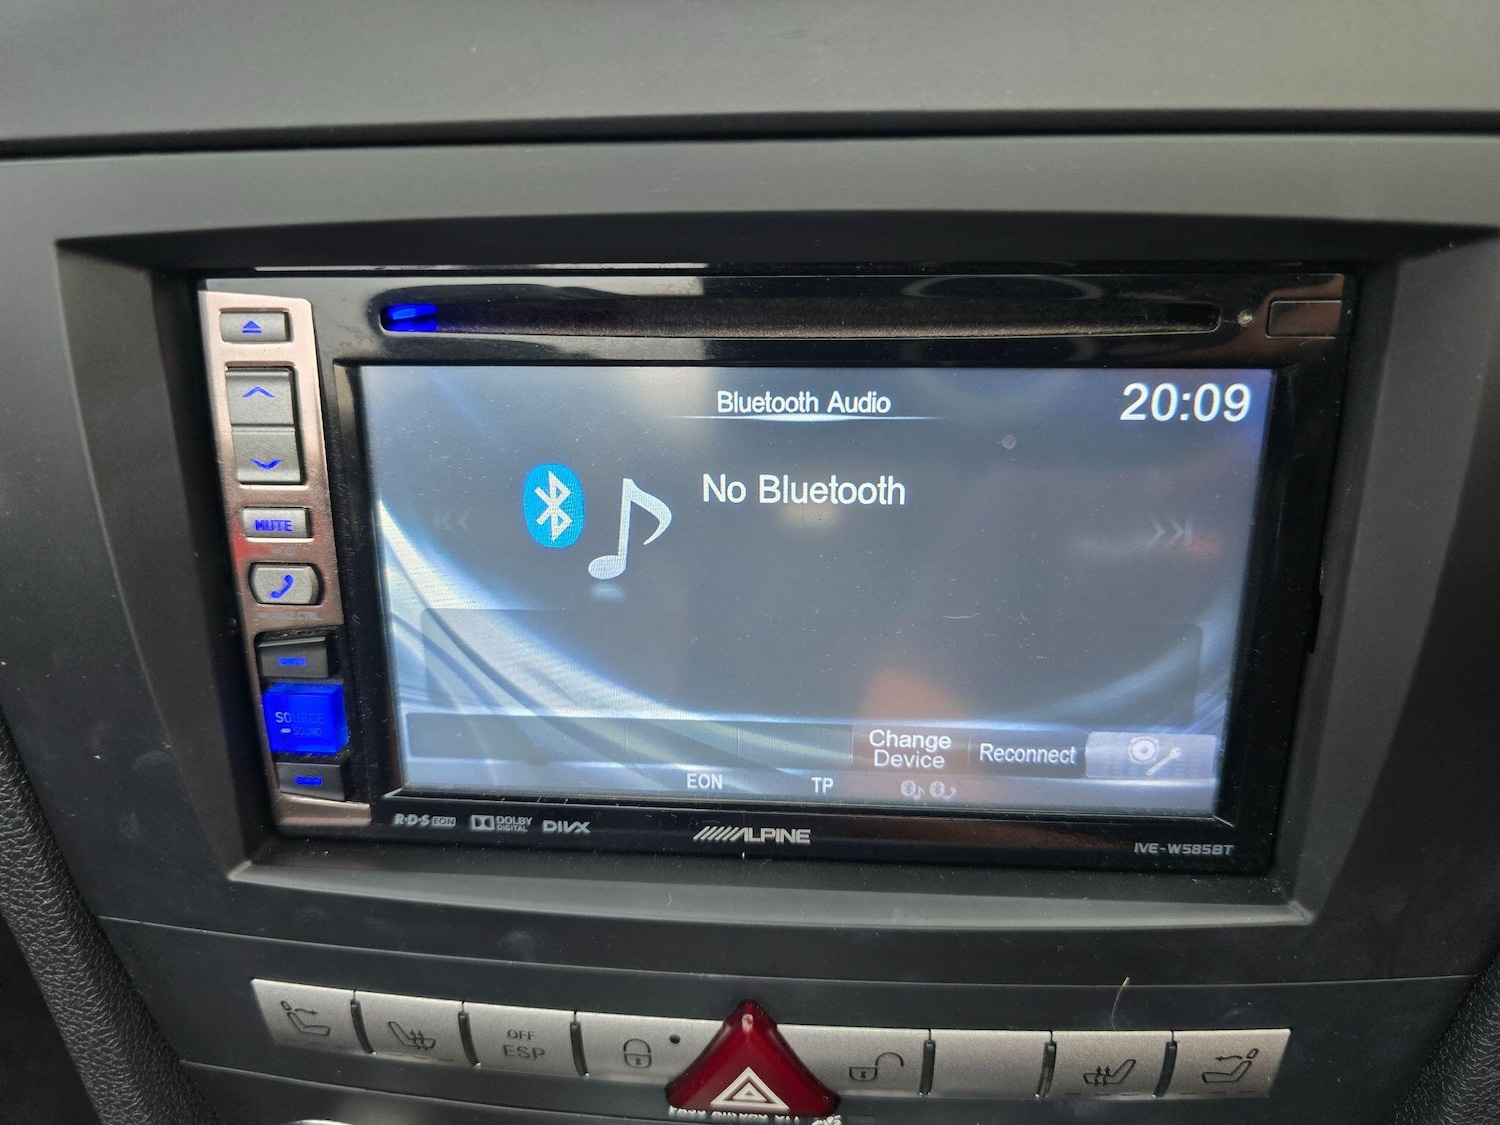 Bluetooth Audio
20:09
No Bluetooth
MUTE
SOURCE
SOUND
Change
Device
Reconnect
EON
TP
R·D·S EON
DOLBY
DIGITAL
DIVX
ALPINE
IVE-W585BT
OFF
ESP